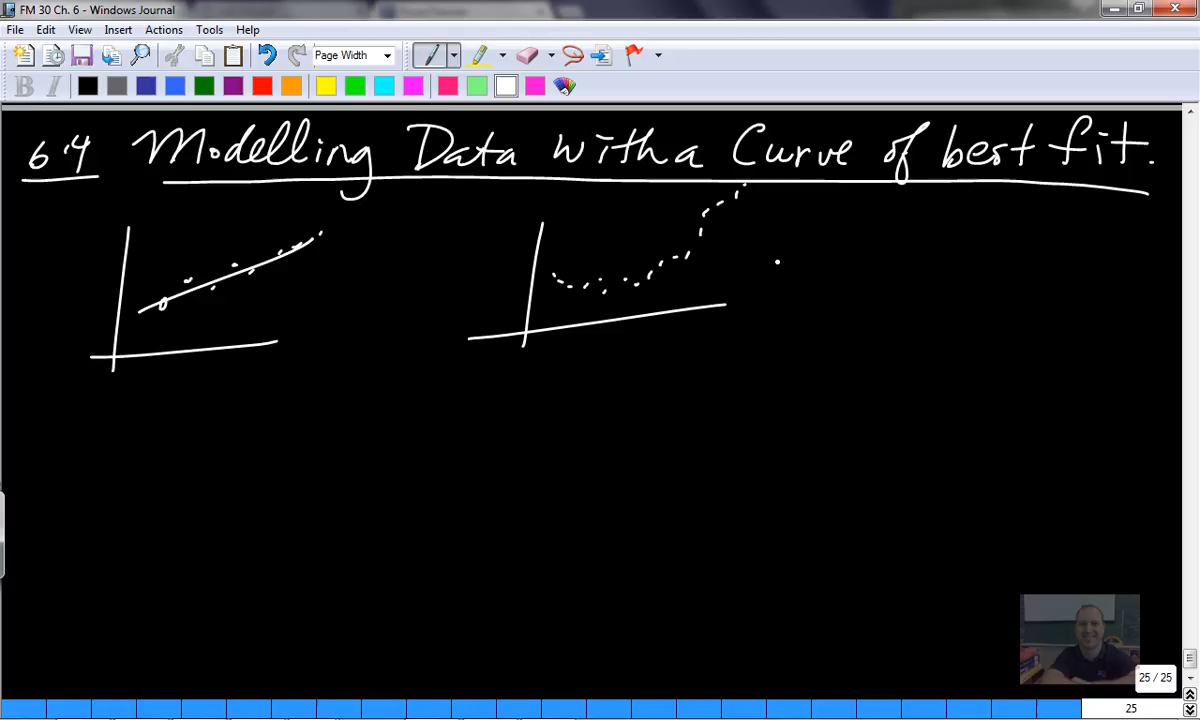 FM 30 Ch. 6 - Windows Journal
File Edit View Insert Actions Tools Help
Page Width
B I
6.4 Modelling Data with a Curve of best fit.
25 / 25
25